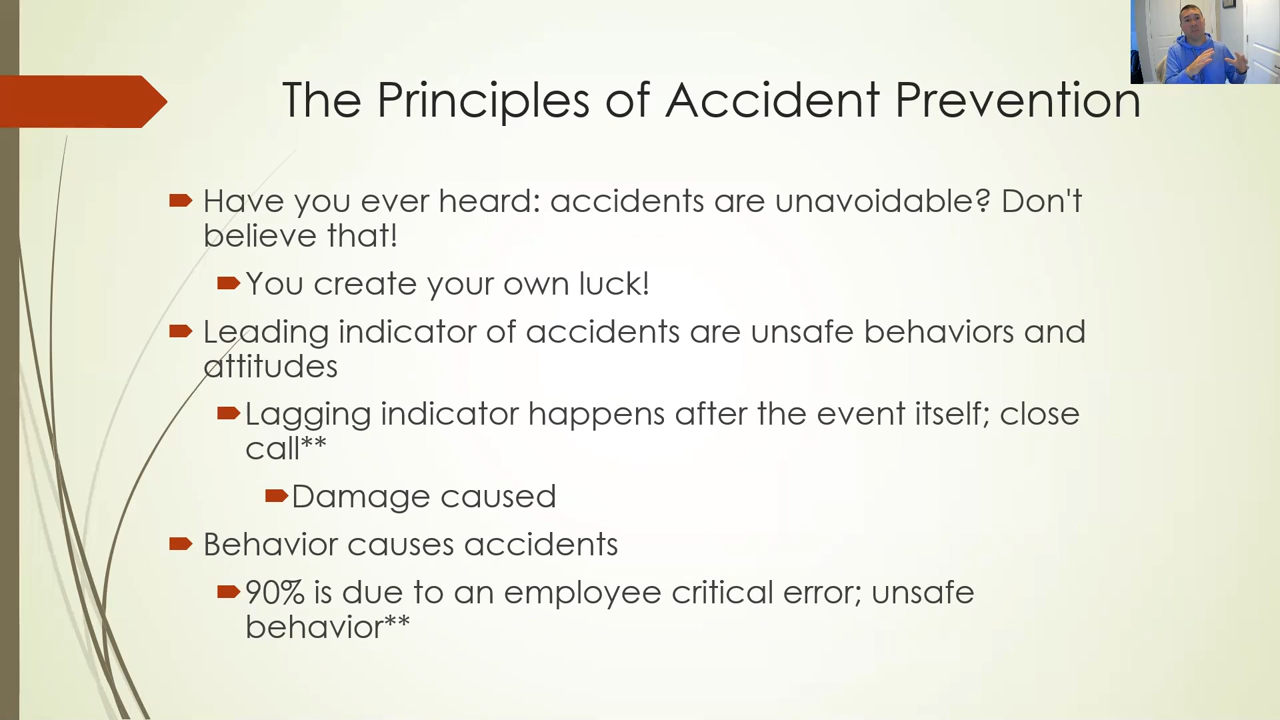 The Principles of Accident Prevention
Have you ever heard: accidents are unavoidable? Don't
believe that!
You create your own luck!
Leading indicator of accidents are unsafe behaviors and
attitudes
Lagging indicator happens after the event itself; close
call**
Damage caused
Behavior causes accidents
90% is due to an employee critical error; unsafe
behavior**